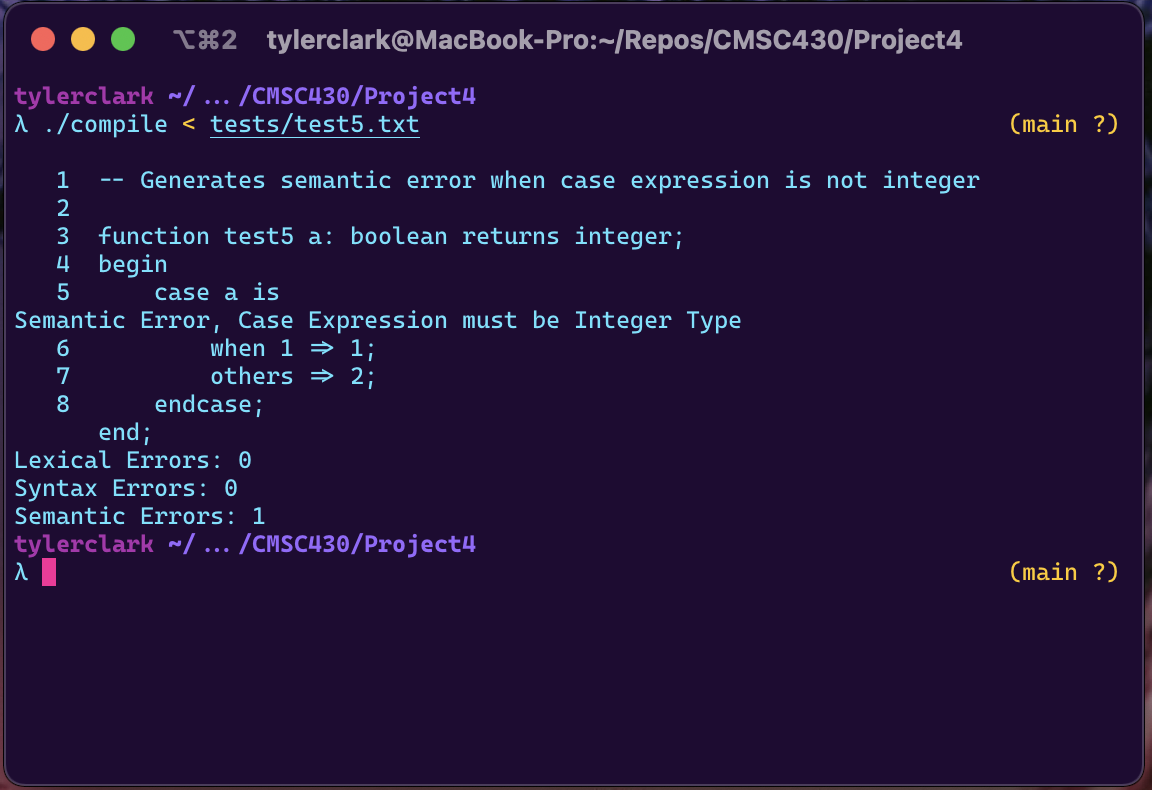 ⌥⌘2 tylerclark@MacBook-Pro:~/Repos/CMSC430/Project4
tylerclark ~/ ... /CMSC430/Project4
λ ./compile < tests/test5.txt (main ?)
1 -- Generates semantic error when case expression is not integer
2
3 function test5 a: boolean returns integer;
4 begin
5 case a is
Semantic Error, Case Expression must be Integer Type
6 when 1 ⇒ 1;
7 others ⇒ 2;
8 endcase;
end;
Lexical Errors: 0
Syntax Errors: 0
Semantic Errors: 1
tylerclark ~/ ... /CMSC430/Project4
λ (main ?)